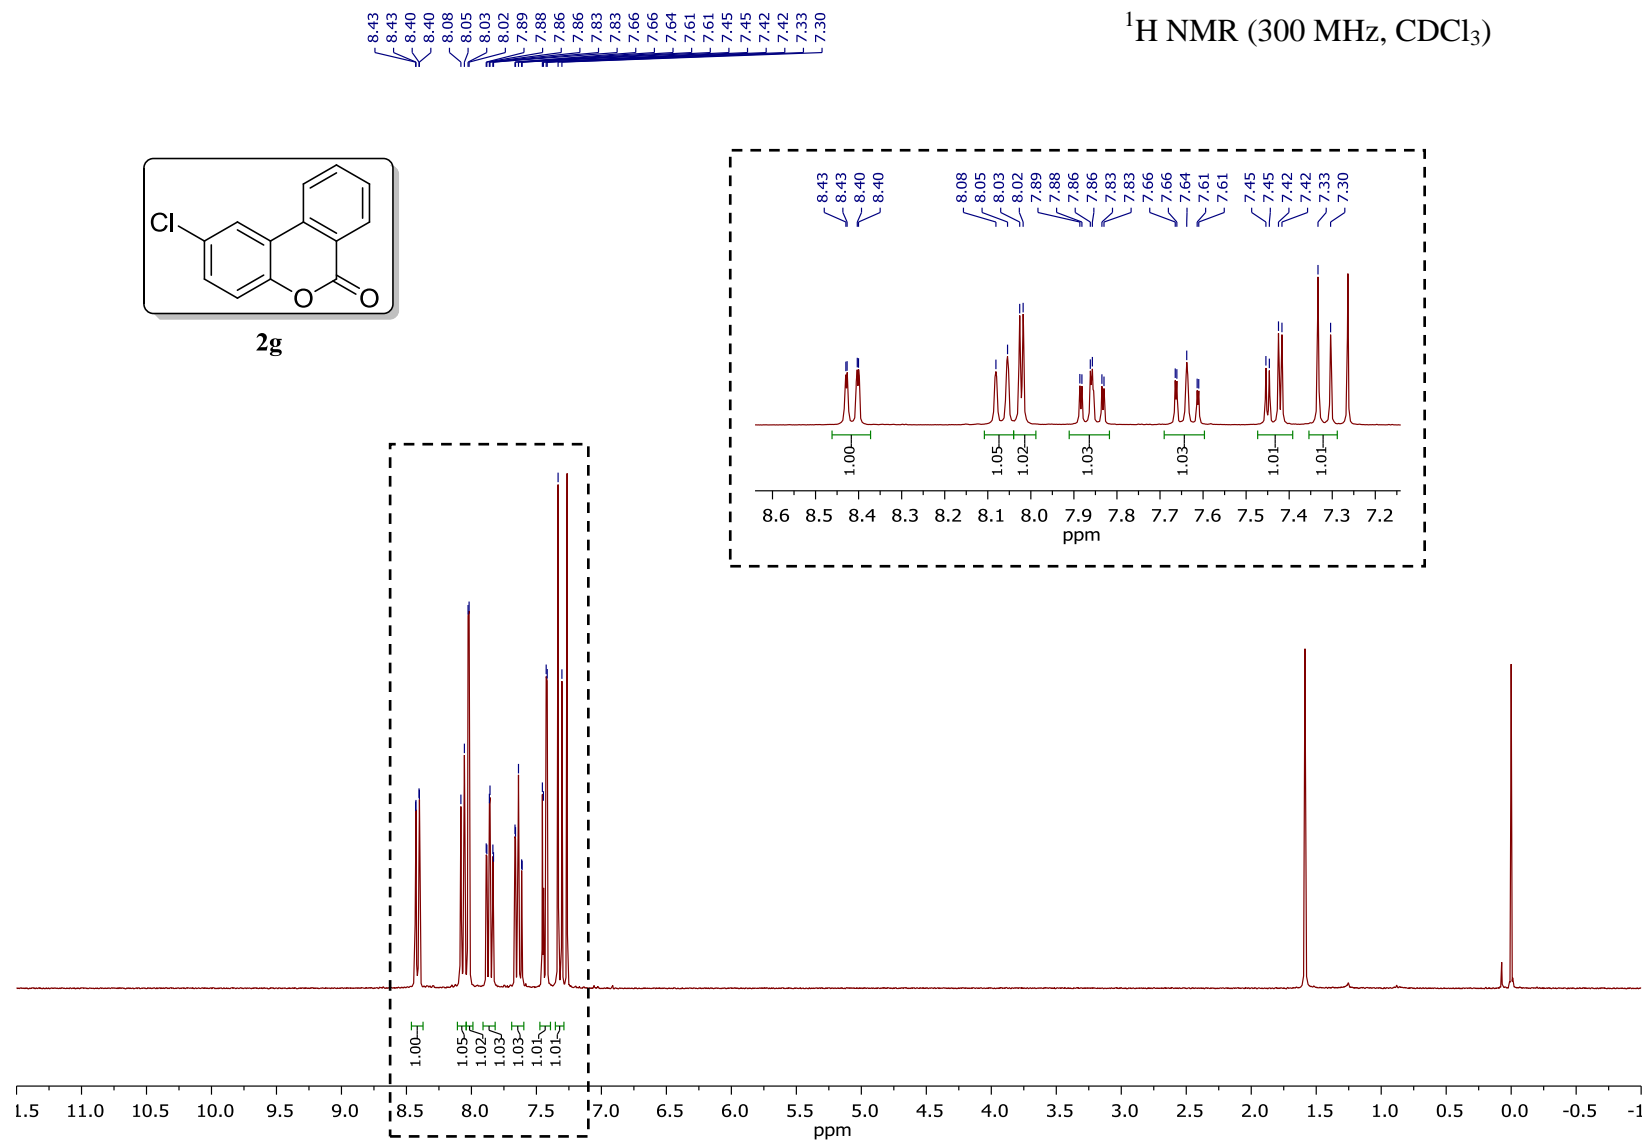 8.43 8.43 8.40 8.40 8.08 8.05 8.03 8.02 7.89 7.88 7.86 7.86 7.83 7.83 7.66 7.66 7.64 7.61 7.61 7.45 7.45 7.42 7.42 7.33 7.30
¹H NMR (300 MHz, CDCl₃)
Cl
O O
2g
8.43 8.43 8.40 8.40 8.08 8.05 8.03 8.02 7.89 7.88 7.86 7.86 7.83 7.83 7.66 7.66 7.64 7.61 7.61 7.45 7.45 7.42 7.42 7.33 7.30
1.00 1.05 1.02 1.03 1.03 1.01 1.01
8.6 8.5 8.4 8.3 8.2 8.1 8.0 7.9 7.8 7.7 7.6 7.5 7.4 7.3 7.2
ppm
1.00 1.05 1.02 1.03 1.03 1.01 1.01
1.5 11.0 10.5 10.0 9.5 9.0 8.5 8.0 7.5 7.0 6.5 6.0 5.5 5.0 4.5 4.0 3.5 3.0 2.5 2.0 1.5 1.0 0.5 0.0 -0.5 -1
ppm